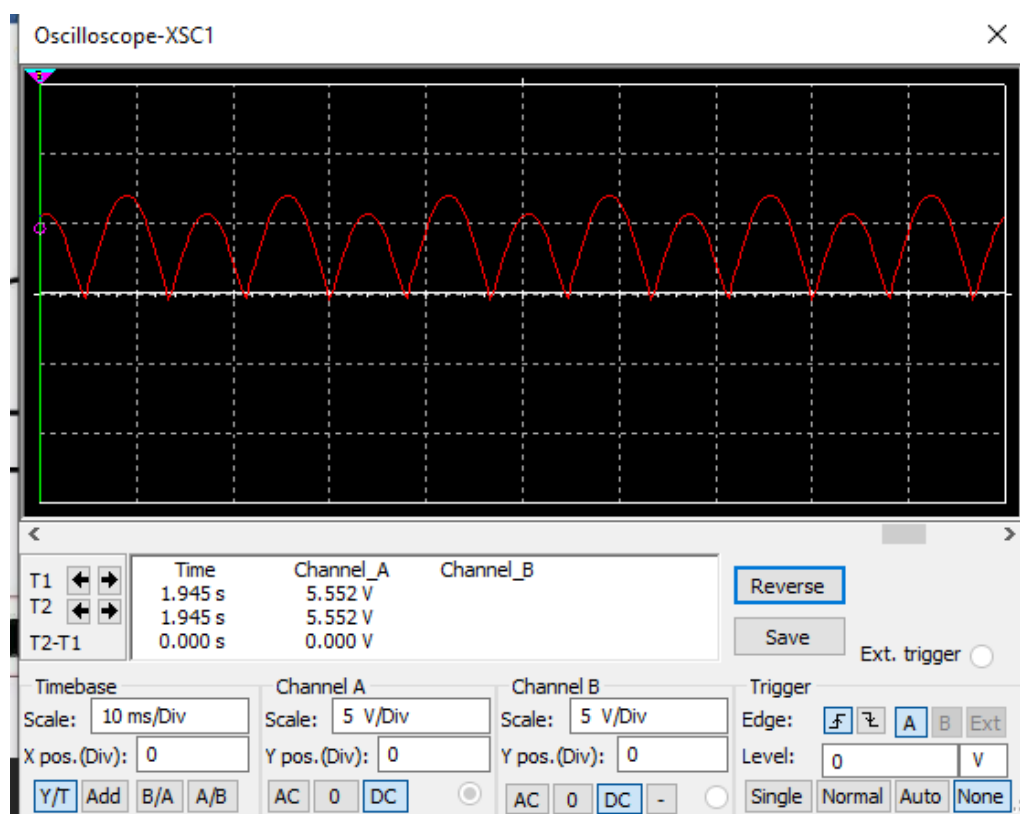 Oscilloscope-XSC1
Time Channel_A Channel_B
T1 1.945 s 5.552 V
T2 1.945 s 5.552 V
T2-T1 0.000 s 0.000 V
Reverse
Save
Ext. trigger
Timebase Channel A Channel B Trigger
Scale: 10 ms/Div Scale: 5 V/Div Scale: 5 V/Div Edge: A B Ext
X pos.(Div): 0 Y pos.(Div): 0 Y pos.(Div): 0 Level: 0 V
Y/T Add B/A A/B AC 0 DC AC 0 DC - Single Normal Auto None